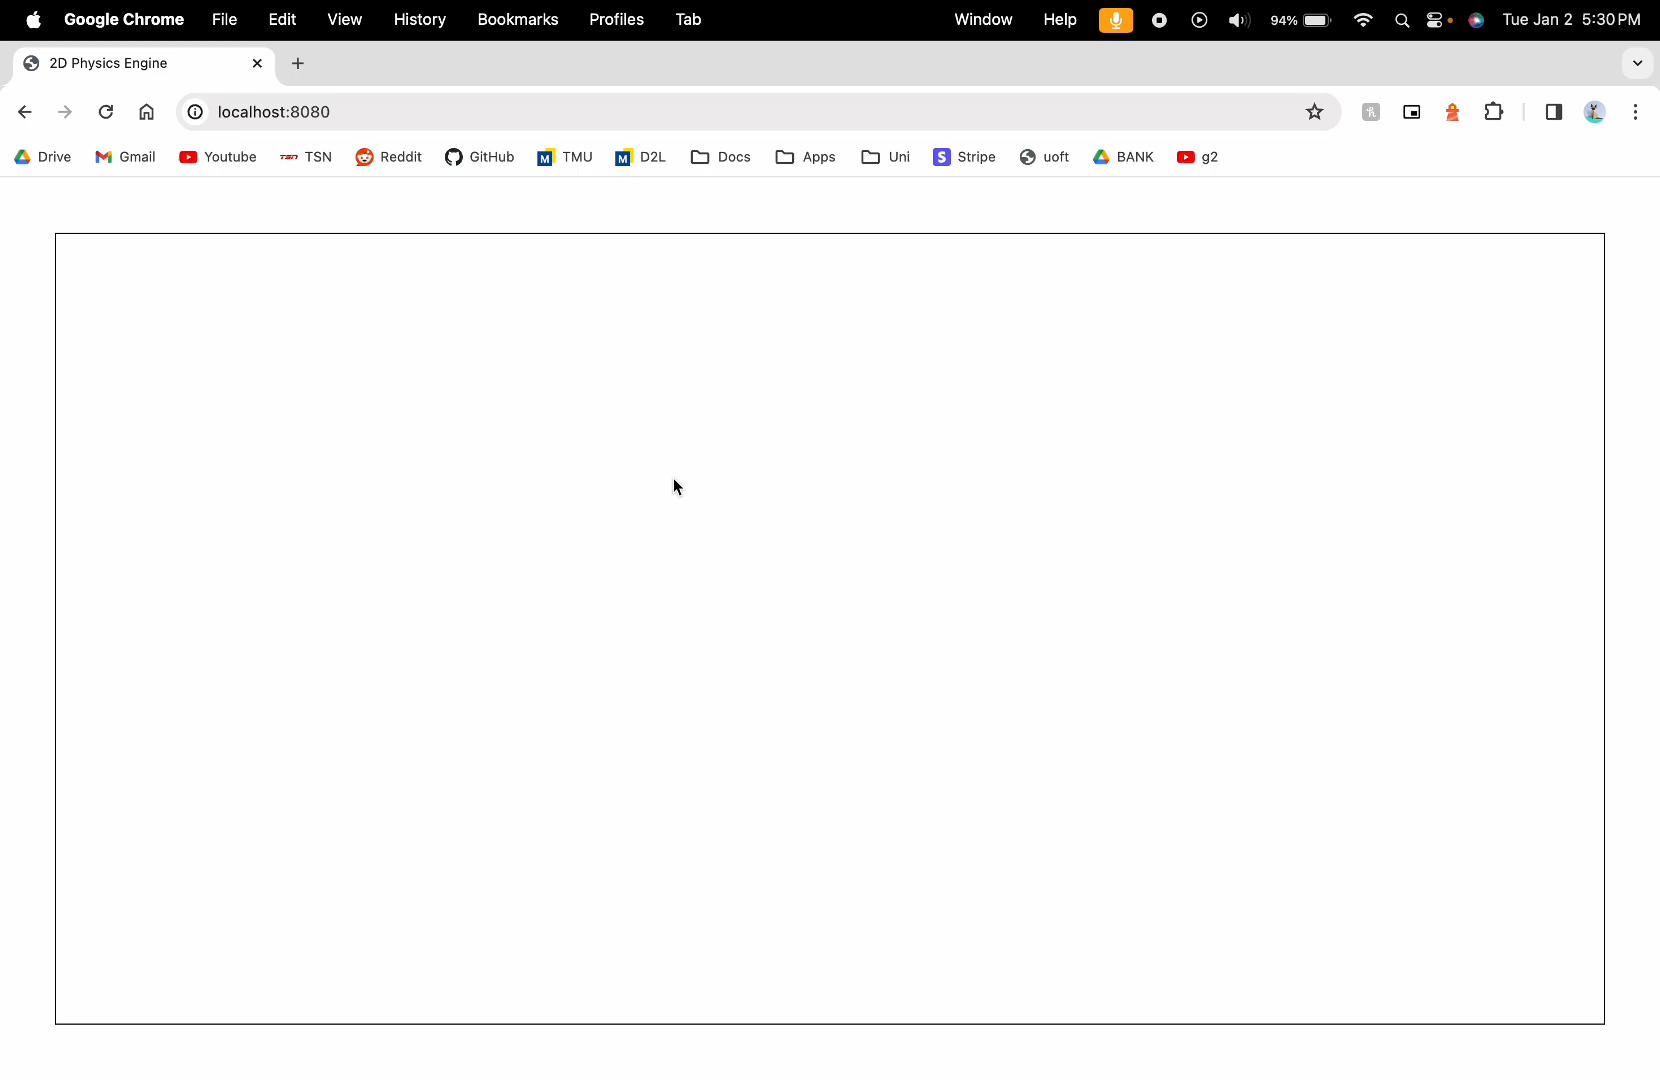 Google Chrome File Edit View History Bookmarks Profiles Tab Window Help 94% Tue Jan 2 5:30 PM
2D Physics Engine
localhost:8080
Drive Gmail Youtube TSN Reddit GitHub M TMU M D2L Docs Apps Uni S Stripe uoft BANK g2